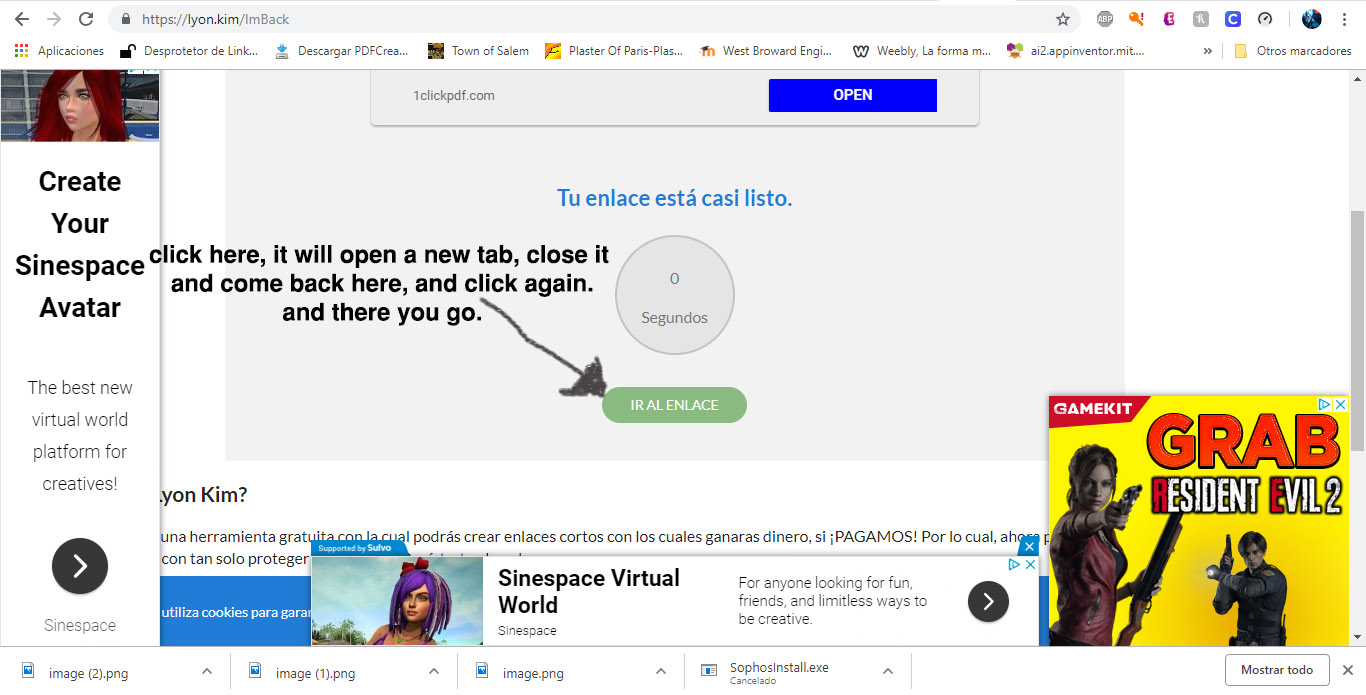 https://lyon.kim/ImBack
ABP
Aplicaciones
Desprotetor de Link...
Descargar PDFCrea...
Town of Salem
Plaster Of Paris-Plas...
West Broward Engi...
Weebly, La forma m...
ai2.appinventor.mit....
»
Otros marcadores
1clickpdf.com
OPEN
Create
Your
Sinespace
Avatar
The best new
virtual world
platform for
creatives!
Sinespace
Tu enlace está casi listo.
click here, it will open a new tab, close it
and come back here, and click again.
and there you go.
0
Segundos
IR AL ENLACE
GAMEKIT
GRAB
RESIDENT EVIL 2
Lyon Kim?
una herramienta gratuita con la cual podrás crear enlaces cortos con los cuales ganaras dinero, si ¡PAGAMOS! Por lo cual, ahora p
con tan solo proteger
utiliza cookies para garan
Supported by Sulvo
Sinespace Virtual
World
Sinespace
For anyone looking for fun,
friends, and limitless ways to
be creative.
image (2).png
image (1).png
image.png
SophosInstall.exe
Cancelado
Mostrar todo